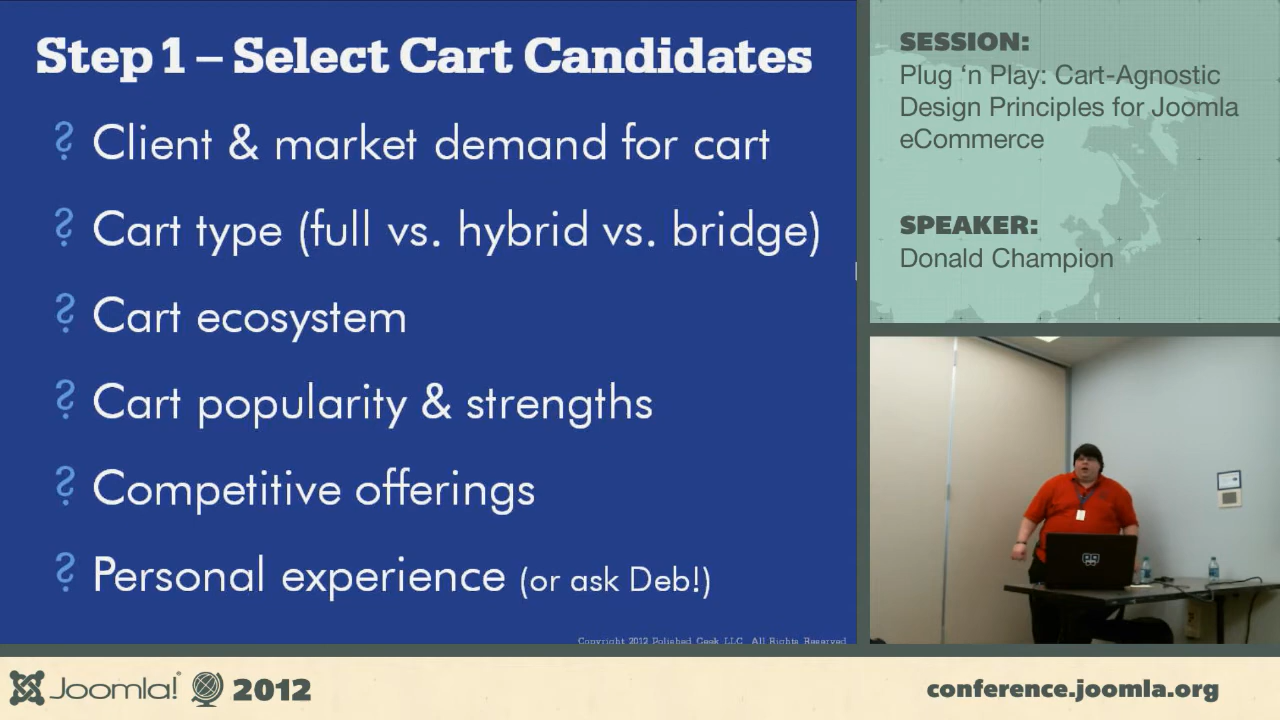 Step 1 – Select Cart Candidates
? Client & market demand for cart
? Cart type (full vs. hybrid vs. bridge)
? Cart ecosystem
? Cart popularity & strengths
? Competitive offerings
? Personal experience (or ask Deb!)
Copyright 2012 Polished Geek LLC. All Rights Reserved
SESSION:
Plug ‘n Play: Cart-Agnostic
Design Principles for Joomla
eCommerce
SPEAKER:
Donald Champion
Joomla! 2012
conference.joomla.org